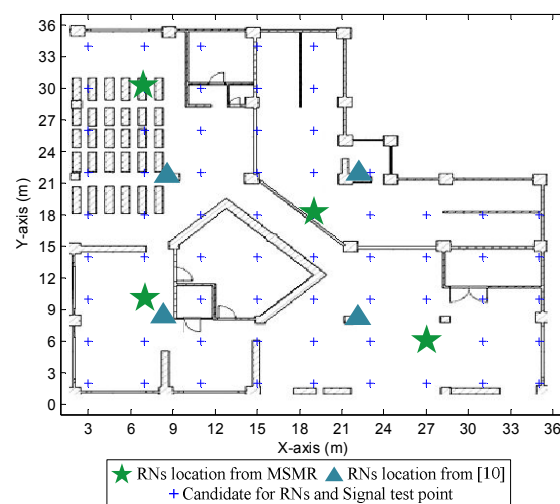 36
33
30
27
24
21
18
15
12
9
6
3
0
Y-axis (m)
3 6 9 12 15 18 21 24 27 30 33 36
X-axis (m)
RNs location from MSMR RNs location from [10]
Candidate for RNs and Signal test point